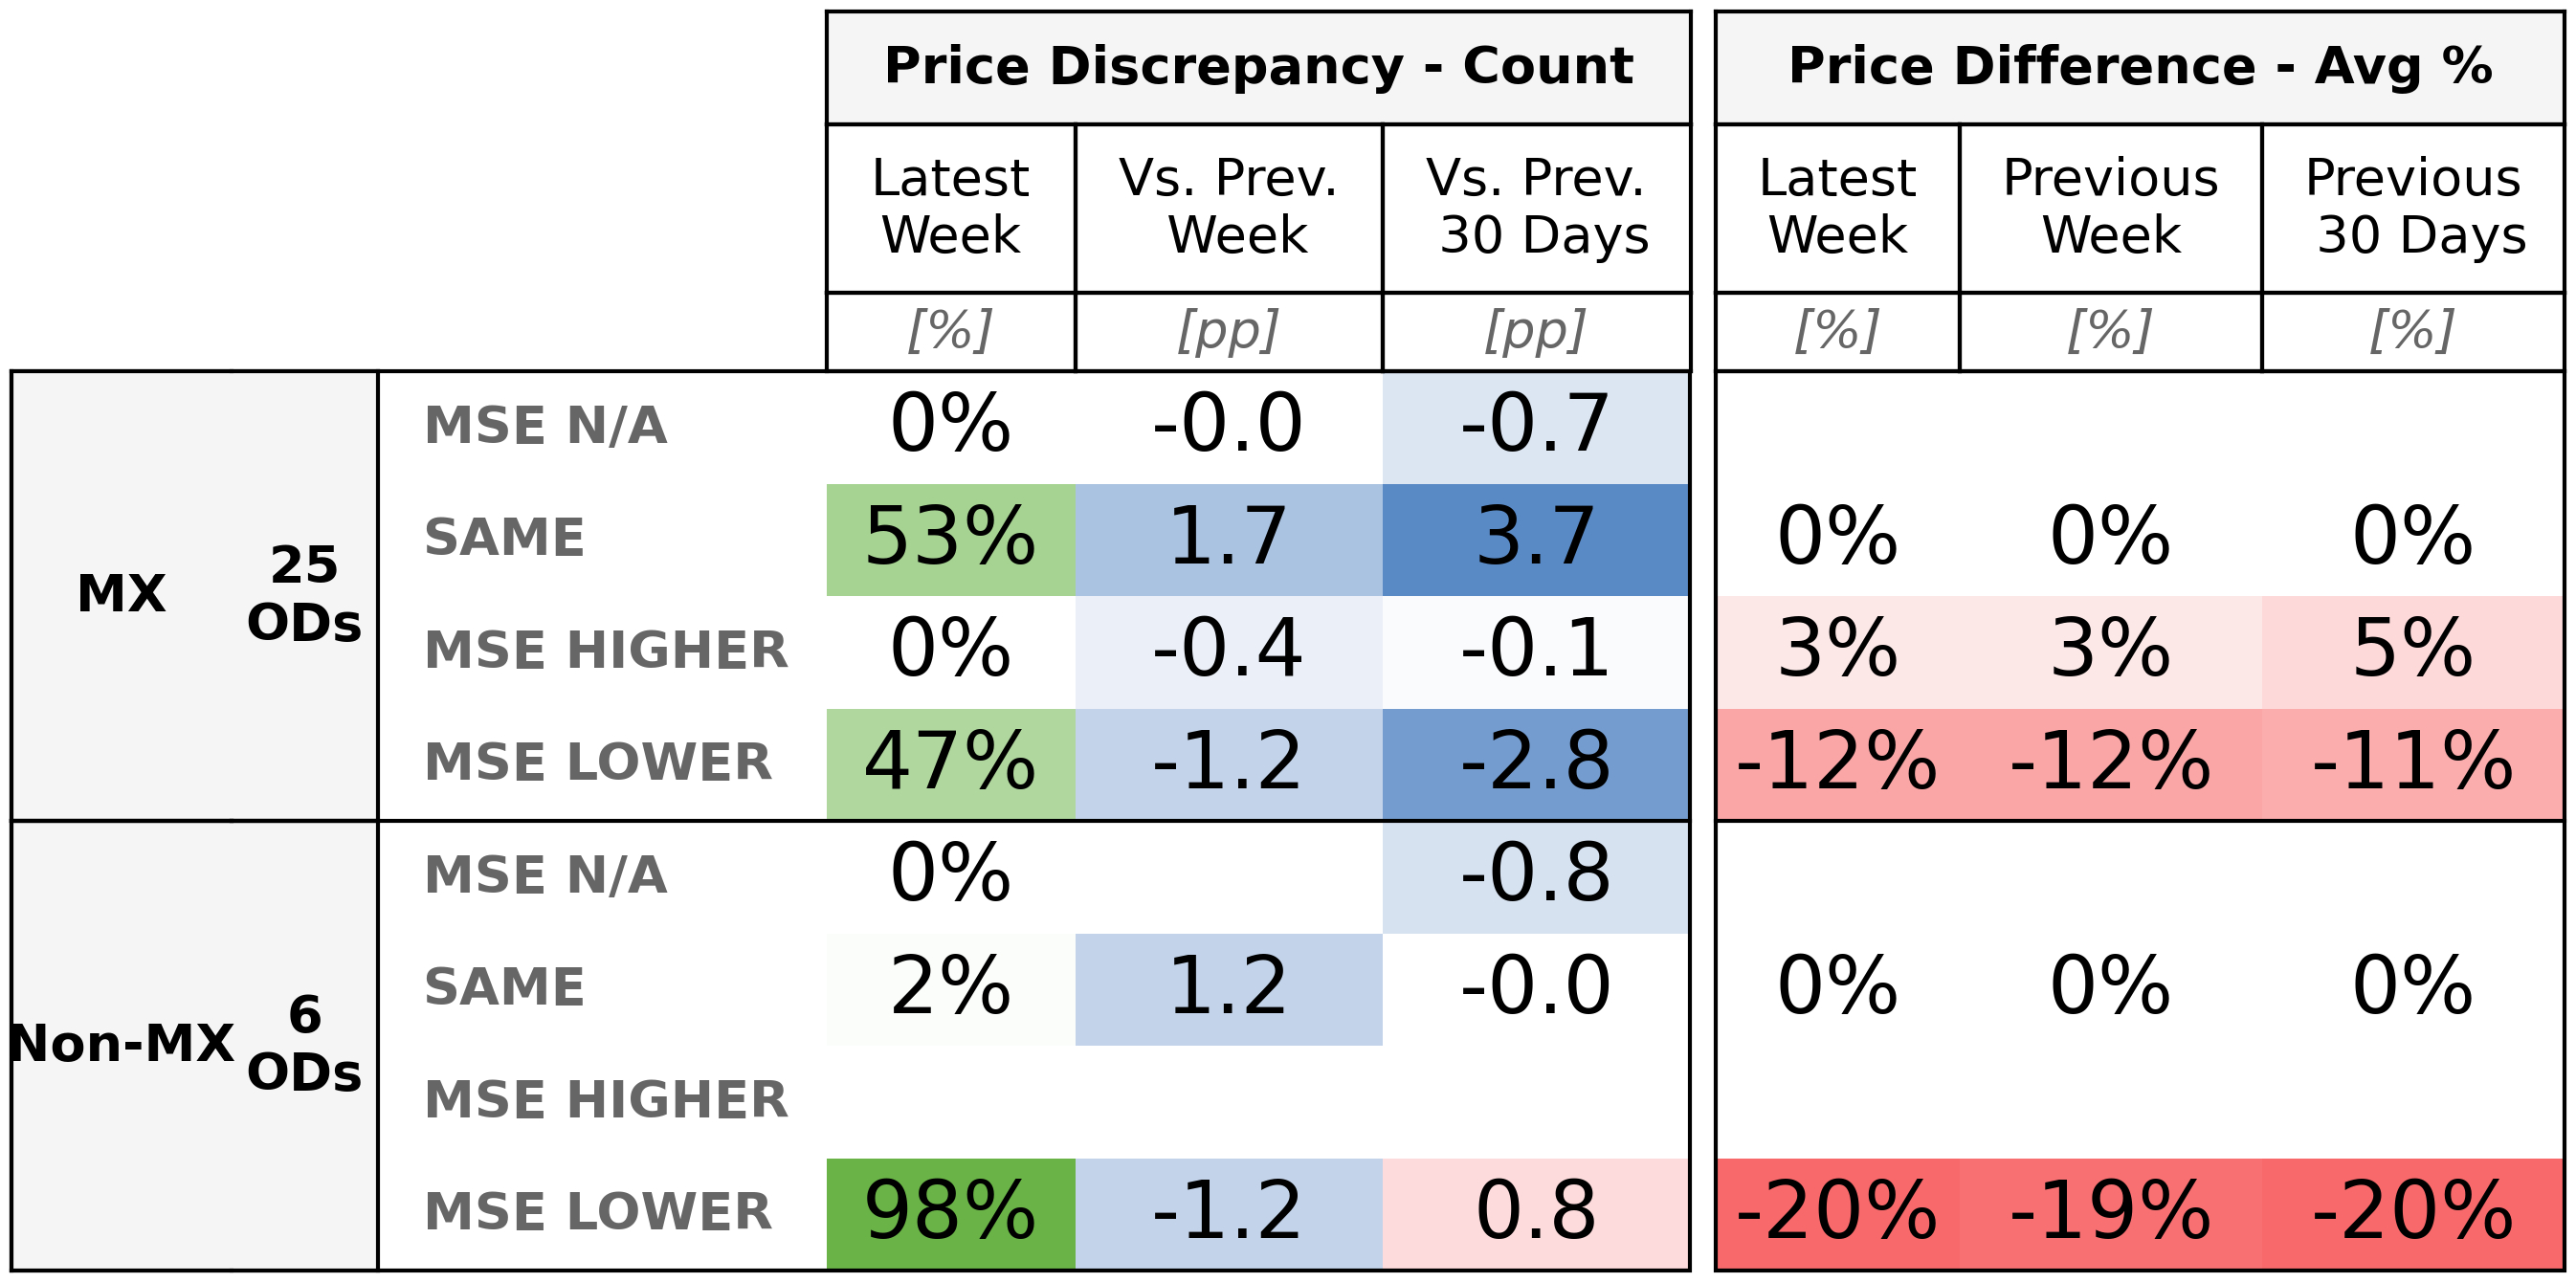 Price Discrepancy - Count Price Difference - Avg %
Latest Week Vs. Prev. Week Vs. Prev. 30 Days Latest Week Previous Week Previous 30 Days
[%] [pp] [pp] [%] [%] [%]
MX 25 ODs
MSE N/A 0% -0.0 -0.7
SAME 53% 1.7 3.7 0% 0% 0%
MSE HIGHER 0% -0.4 -0.1 3% 3% 5%
MSE LOWER 47% -1.2 -2.8 -12% -12% -11%
Non-MX 6 ODs
MSE N/A 0% -0.8
SAME 2% 1.2 -0.0 0% 0% 0%
MSE HIGHER
MSE LOWER 98% -1.2 0.8 -20% -19% -20%